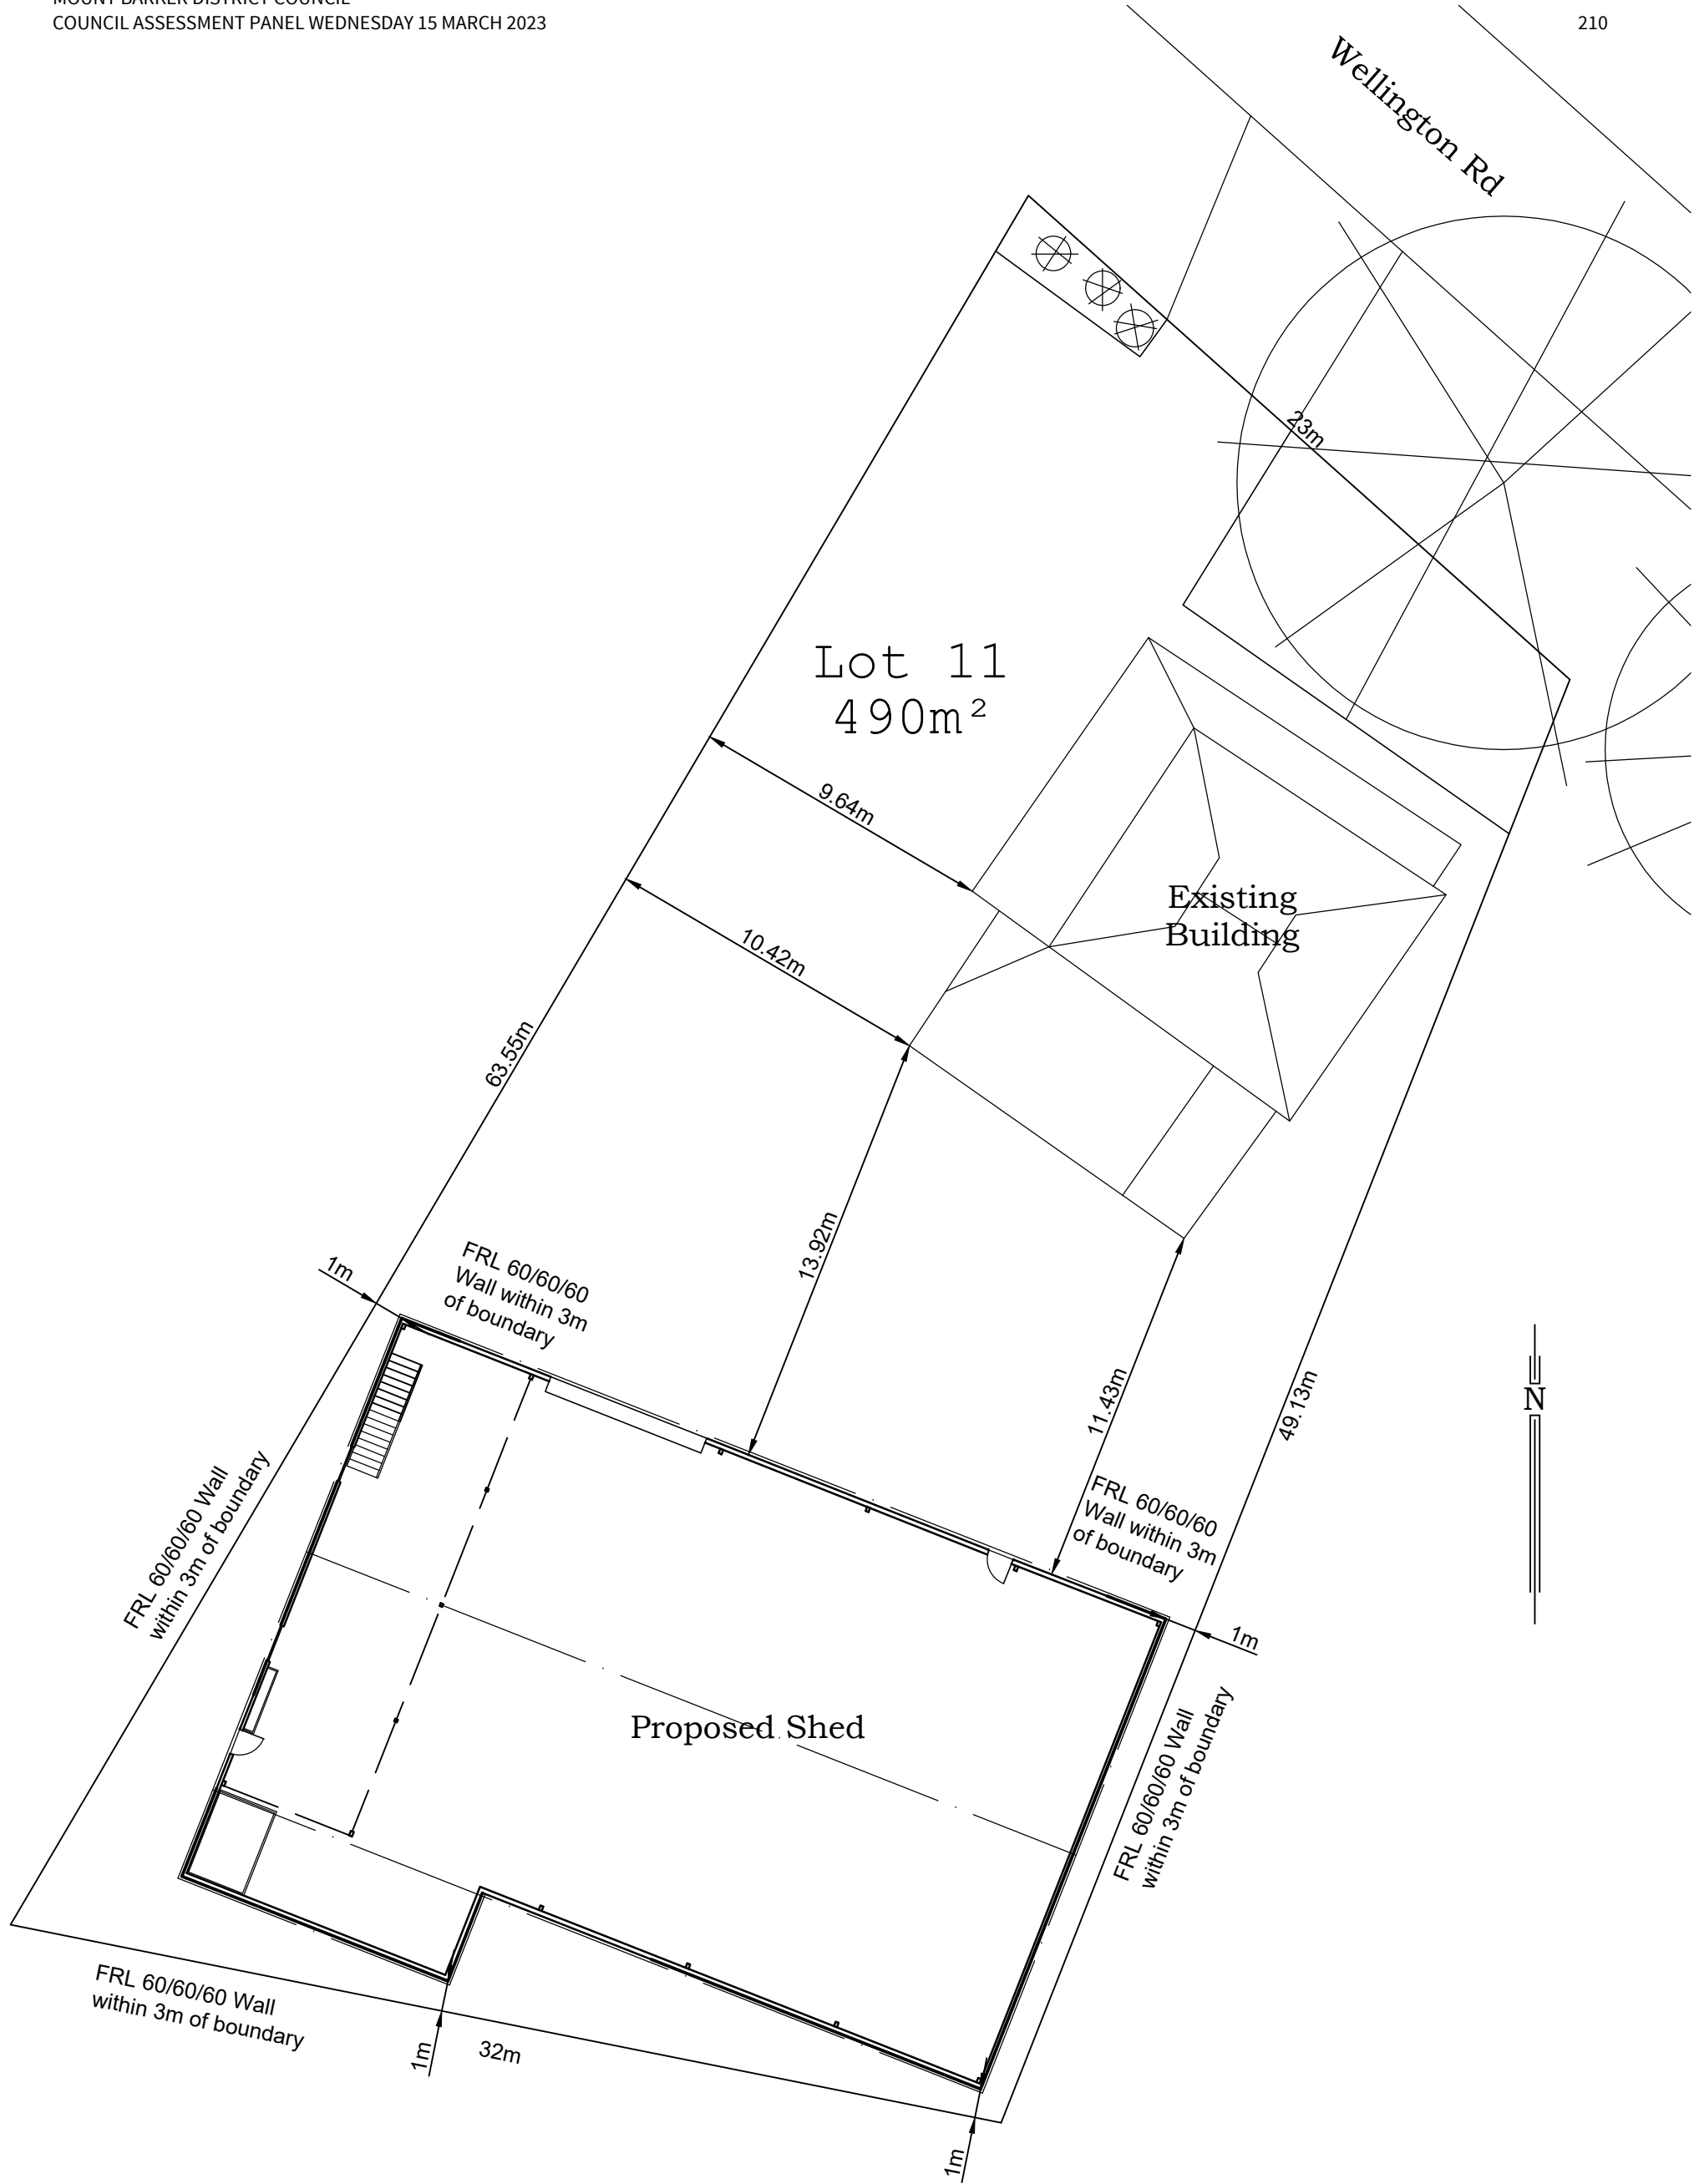 MOUNT BARKER DISTRICT COUNCIL
COUNCIL ASSESSMENT PANEL WEDNESDAY 15 MARCH 2023
210
Wellington Rd
23m
Lot 11
490m²
9.64m
Existing
Building
10.42m
63.55m
13.92m
FRL 60/60/60
Wall within 3m
of boundary
1m
11.43m
49.13m
N
FRL 60/60/60
Wall within 3m
of boundary
1m
FRL 60/60/60 Wall
within 3m of boundary
Proposed Shed
FRL 60/60/60 Wall
within 3m of boundary
FRL 60/60/60 Wall
within 3m of boundary
1m
32m
1m